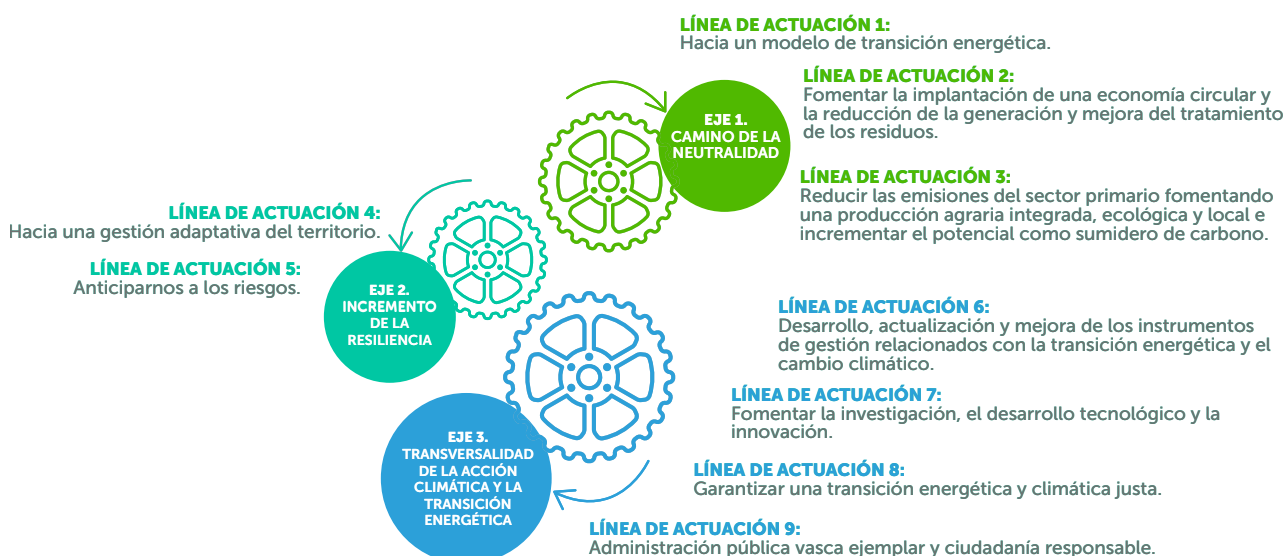 LÍNEA DE ACTUACIÓN 1:
Hacia un modelo de transición energética.
LÍNEA DE ACTUACIÓN 2:
Fomentar la implantación de una economía circular y
la reducción de la generación y mejora del tratamiento
de los residuos.
EJE 1.
CAMINO DE LA
NEUTRALIDAD
LÍNEA DE ACTUACIÓN 3:
Reducir las emisiones del sector primario fomentando
una producción agraria integrada, ecológica y local e
incrementar el potencial como sumidero de carbono.
LÍNEA DE ACTUACIÓN 4:
Hacia una gestión adaptativa del territorio.
LÍNEA DE ACTUACIÓN 5:
Anticiparnos a los riesgos.
EJE 2.
INCREMENTO
DE LA
RESILIENCIA
LÍNEA DE ACTUACIÓN 6:
Desarrollo, actualización y mejora de los instrumentos
de gestión relacionados con la transición energética y el
cambio climático.
LÍNEA DE ACTUACIÓN 7:
Fomentar la investigación, el desarrollo tecnológico y la
innovación.
EJE 3.
TRANSVERSALIDAD
DE LA ACCIÓN
CLIMÁTICA Y LA
TRANSICIÓN
ENERGÉTICA
LÍNEA DE ACTUACIÓN 8:
Garantizar una transición energética y climática justa.
LÍNEA DE ACTUACIÓN 9:
Administración pública vasca ejemplar y ciudadanía responsable.